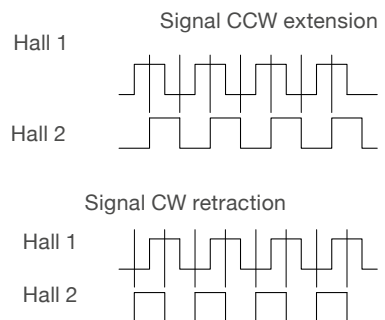 Signal CCW extension
Hall 1
Hall 2
Signal CW retraction
Hall 1
Hall 2